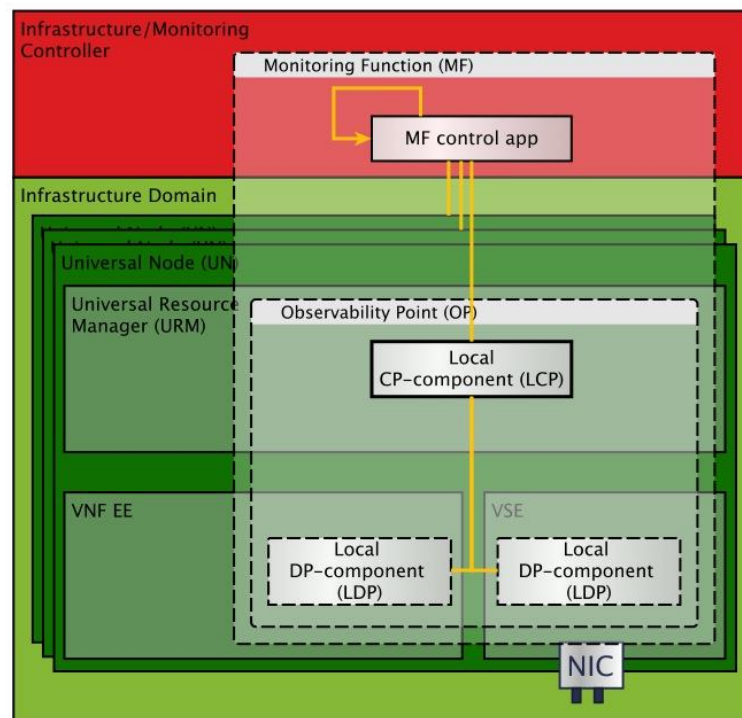 Infrastructure/Monitoring
Controller
Monitoring Function (MF)
MF control app
Infrastructure Domain
Universal Node (UN)
Universal Resource
Manager (URM)
Observability Point (OP)
Local
CP-component (LCP)
VNF EE
VSE
Local
DP-component
(LDP)
Local
DP-component
(LDP)
NIC